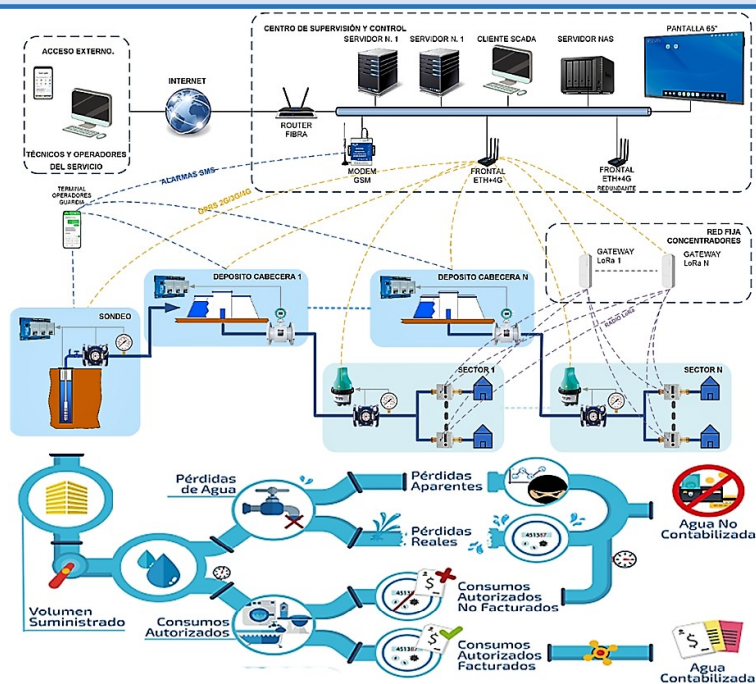 CENTRO DE SUPERVISIÓN Y CONTROL
SERVIDOR N. 1
SERVIDOR N. 1
CLIENTE SCADA
SERVIDOR NAS
PANTALLA 65"
ACCESO EXTERNO.
INTERNET
ROUTER
FIBRA
TÉCNICOS Y OPERADORES
DEL SERVICIO
MODEM
GSM
FRONTAL
ETH+4G
FRONTAL
ETH+4G
REDUNDANTE
TERMINAL
OPERADORES
GUARDIA
ALARMAS SMS
GPRS 2G/3G/4G
RED FIJA
CONCENTRADORES
GATEWAY
LoRa 1
GATEWAY
LoRa N
RADIO LoRa
SONDEO
DEPOSITO CABECERA 1
DEPOSITO CABECERA N
SECTOR 1
SECTOR N
Pérdidas
de Agua
Pérdidas
Aparentes
Pérdidas
Reales
Agua No
Contabilizada
Volumen
Suministrado
Consumos
Autorizados
Consumos
Autorizados
No Facturados
Consumos
Autorizados
Facturados
Agua
Contabilizada